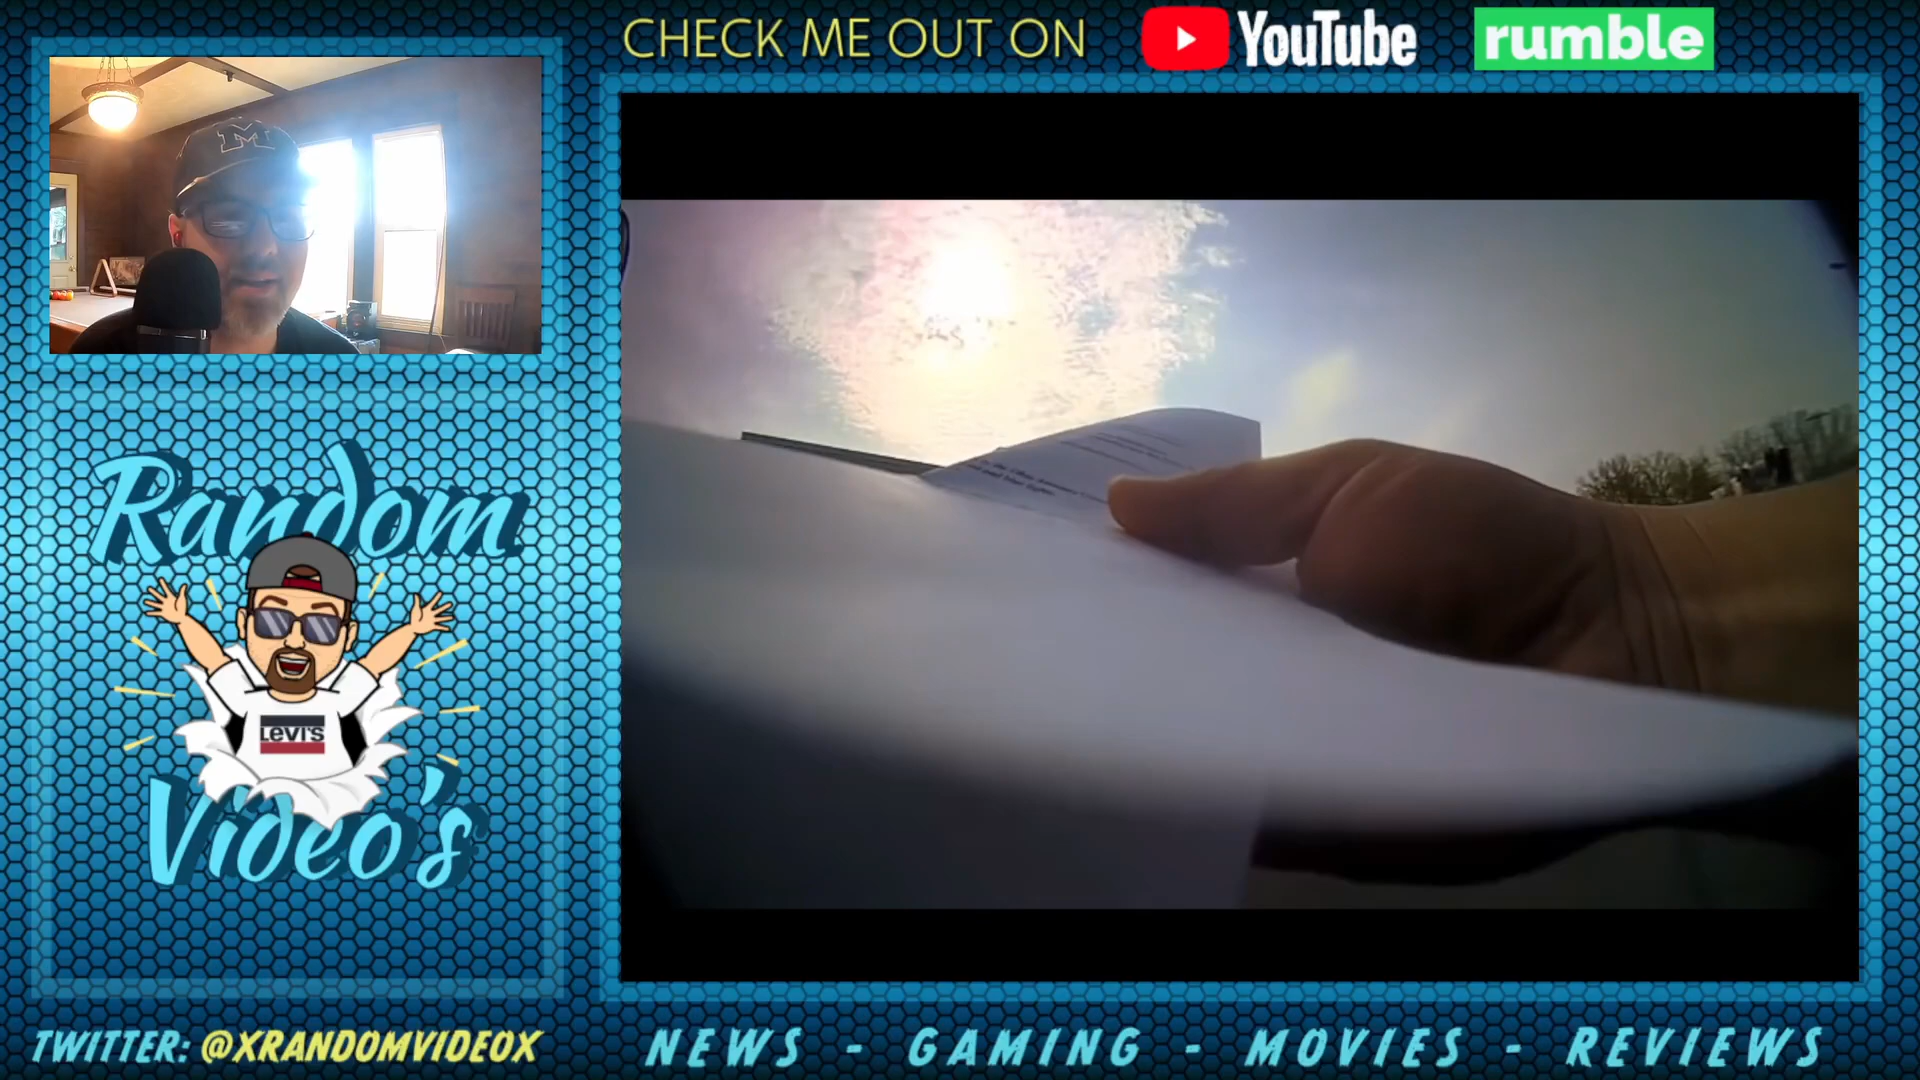 CHECK ME OUT ON
YouTube
rumble
M
Random
LEVI'S
Video's
TWITTER: @XRANDOMVIDEOX
NEWS - GAMING - MOVIES - REVIEWS